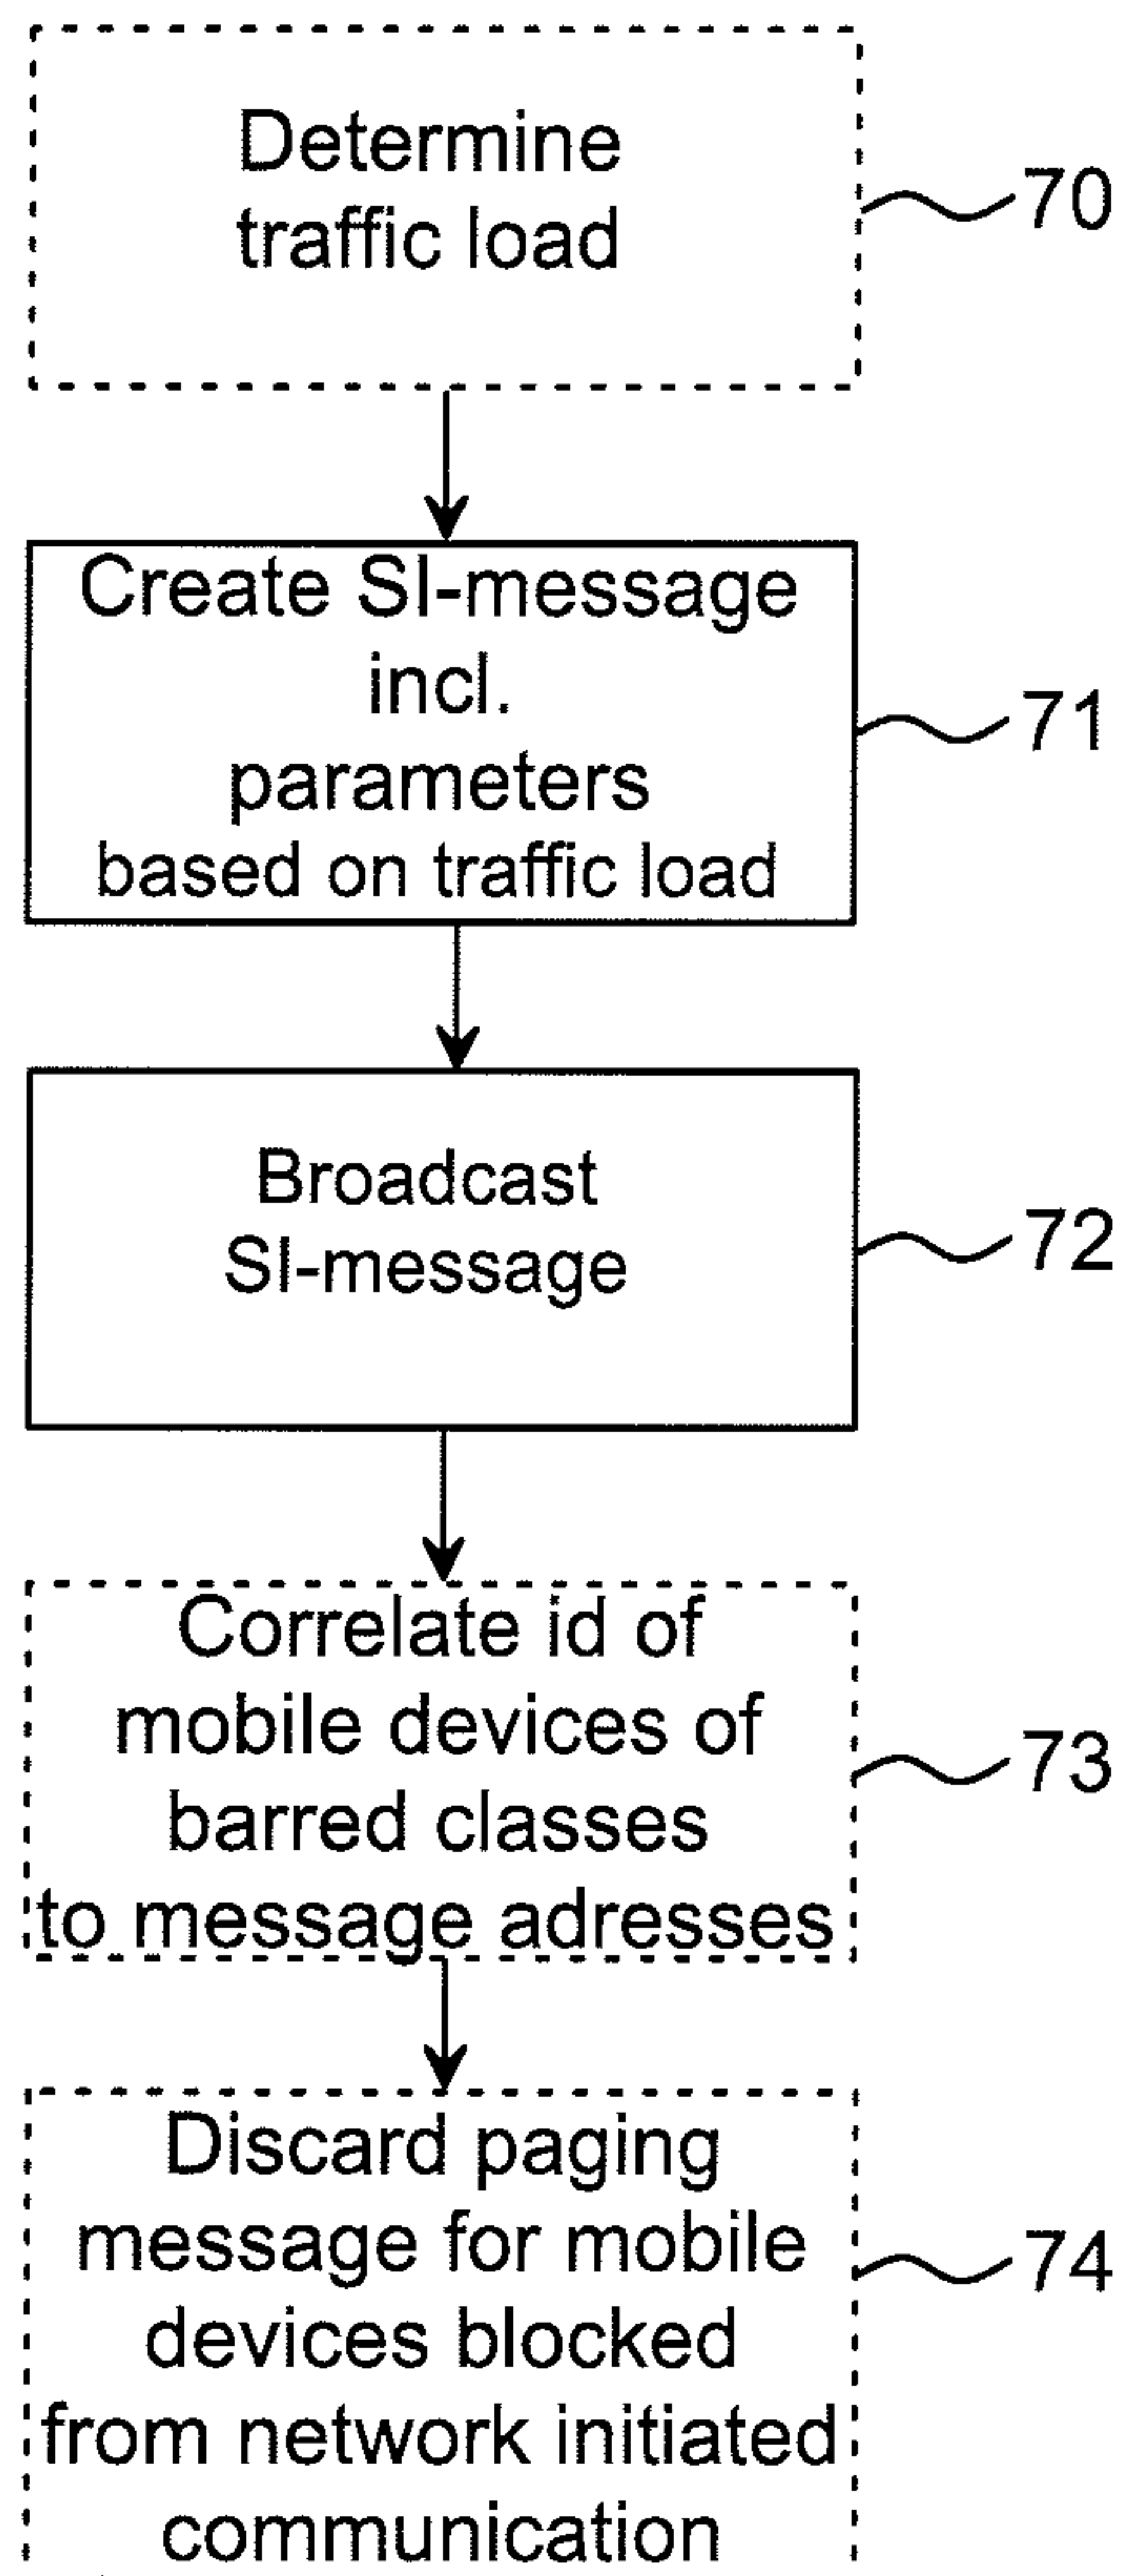 Determine
traffic load
70
Create SI-message
incl.
parameters
based on traffic load
71
Broadcast
SI-message
72
Correlate id of
mobile devices of
barred classes
to message adresses
73
Discard paging
message for mobile
devices blocked
from network initiated
communication
74